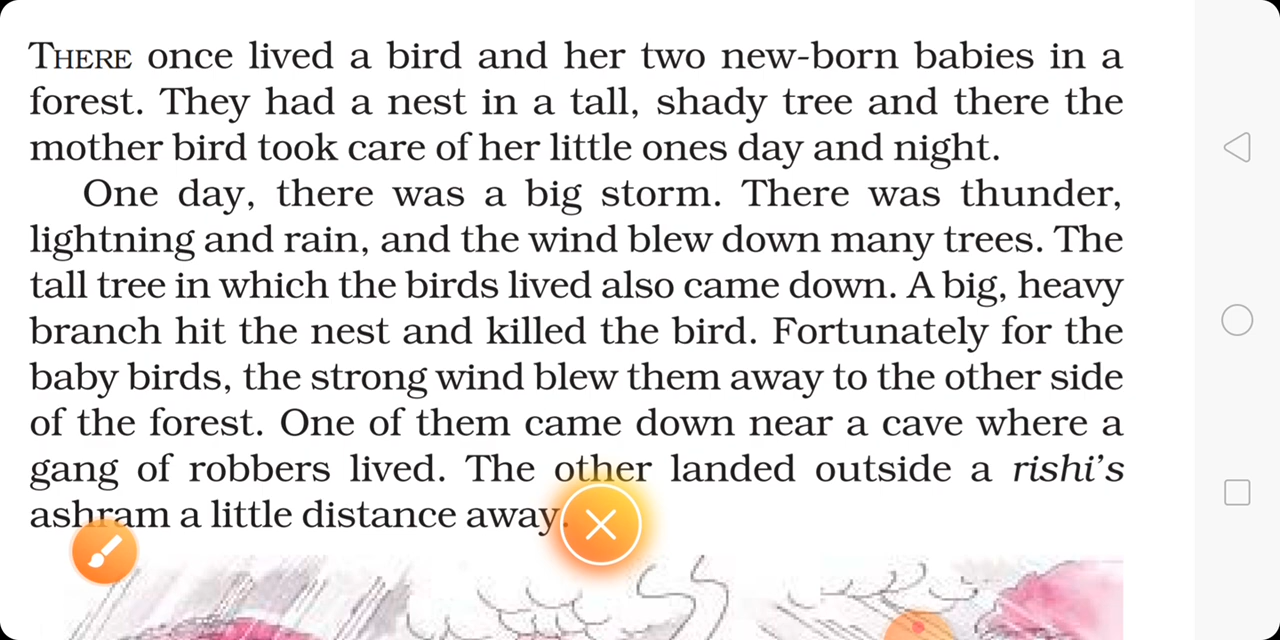 THERE once lived a bird and her two new-born babies in a
forest. They had a nest in a tall, shady tree and there the
mother bird took care of her little ones day and night.
One day, there was a big storm. There was thunder,
lightning and rain, and the wind blew down many trees. The
tall tree in which the birds lived also came down. A big, heavy
branch hit the nest and killed the bird. Fortunately for the
baby birds, the strong wind blew them away to the other side
of the forest. One of them came down near a cave where a
gang of robbers lived. The other landed outside a rishi's
ashram a little distance away.